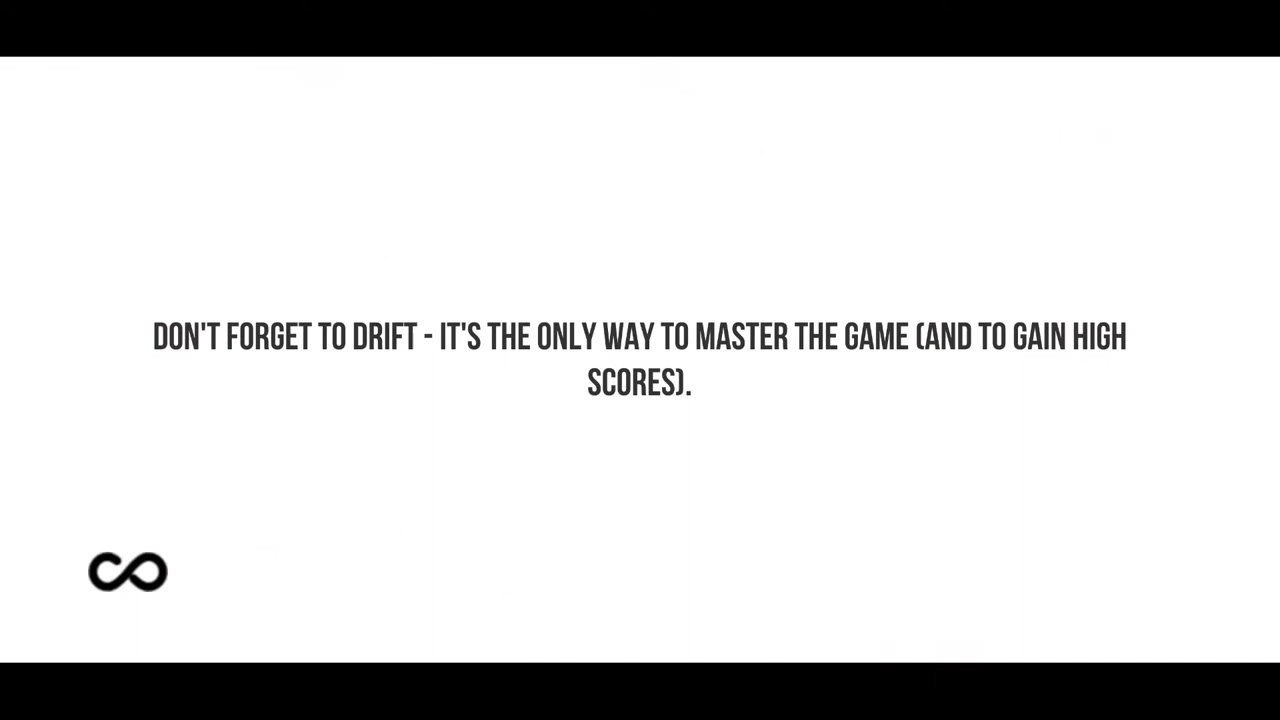 DON'T FORGET TO DRIFT - IT'S THE ONLY WAY TO MASTER THE GAME (AND TO GAIN HIGH
SCORES).